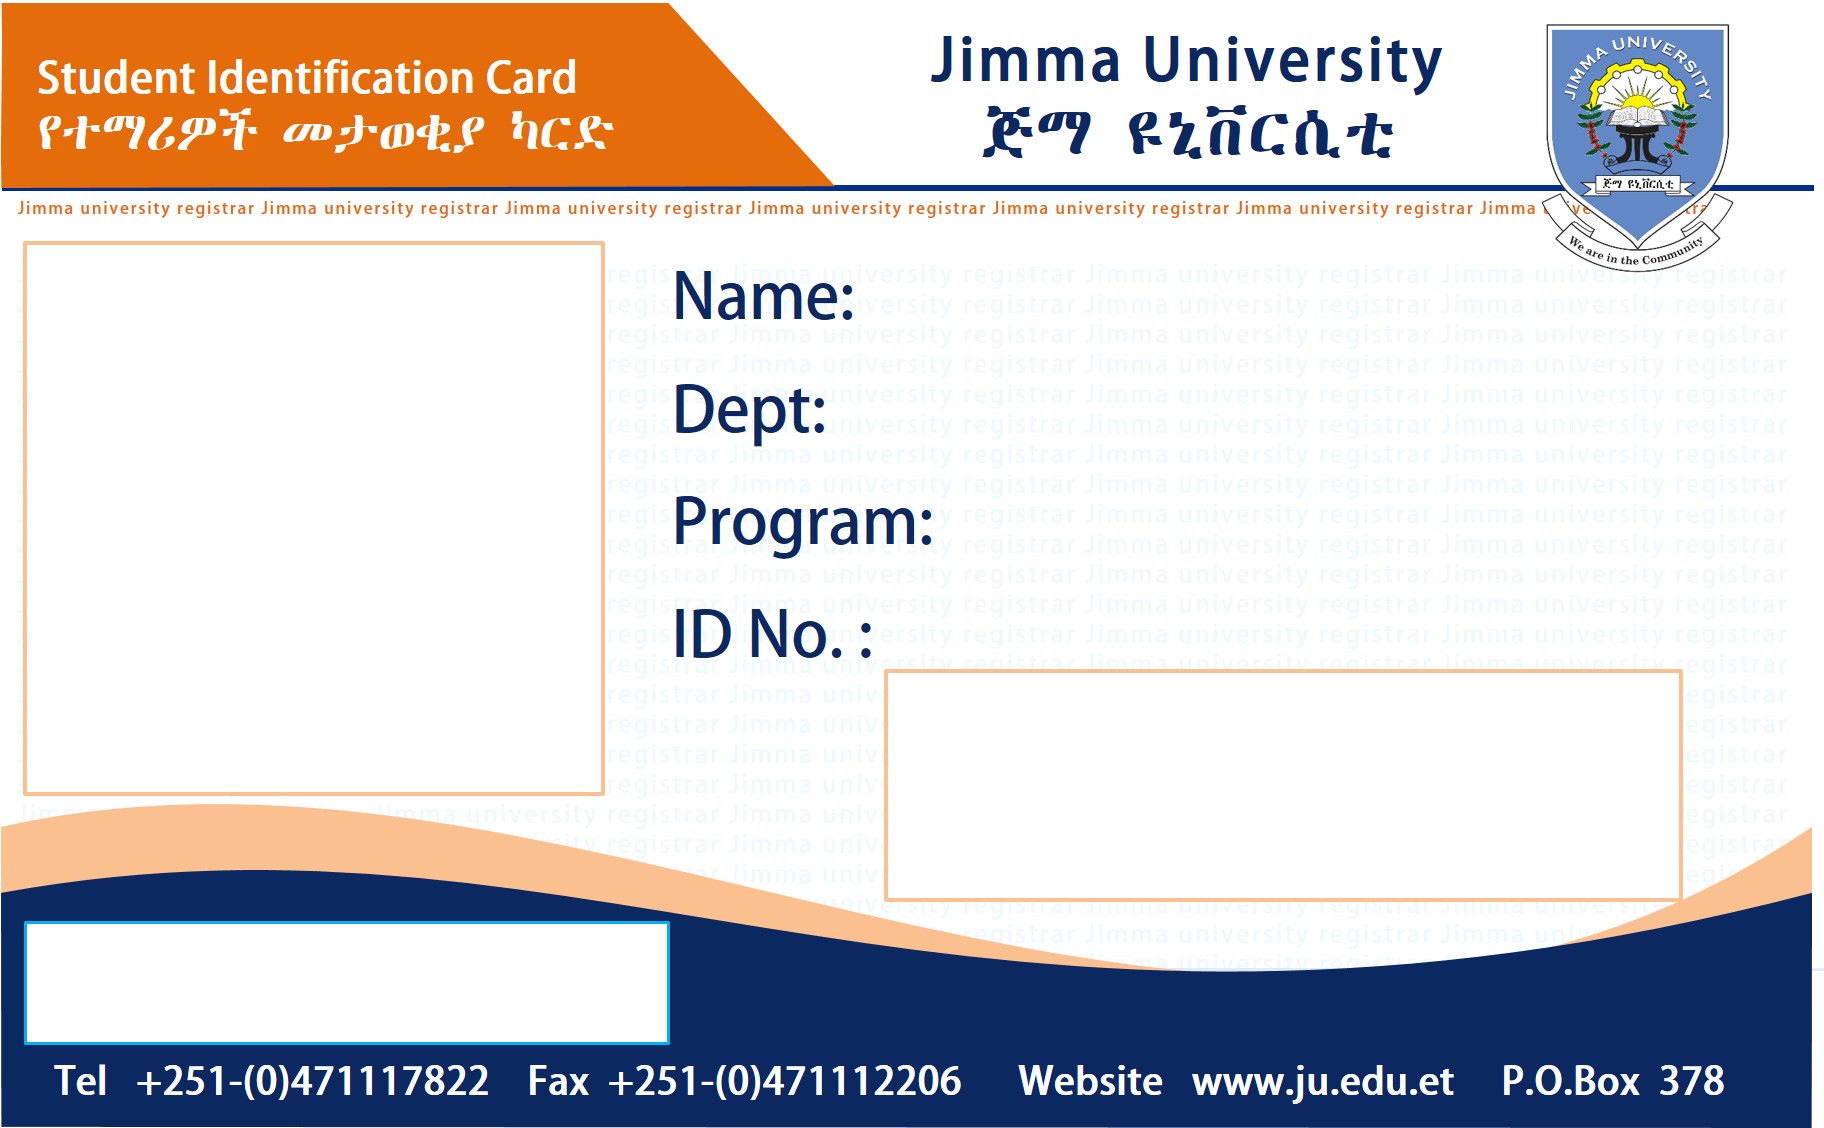 Student Identification Card
የተማሪዎች መታወቂያ ካርድ
Jimma University
ጅማ ዩኒቨርሲቲ
JIMMA UNIVERSITY
ጅማ ዩኒቨርሲቲ
We are in the Community
Jimma university registrar Jimma university registrar Jimma university registrar Jimma university registrar Jimma university registrar Jimma university registrar Jimma
Name:
Dept:
Program:
ID No. :
Tel +251-(0)471117822 Fax +251-(0)471112206 Website www.ju.edu.et P.O.Box 378